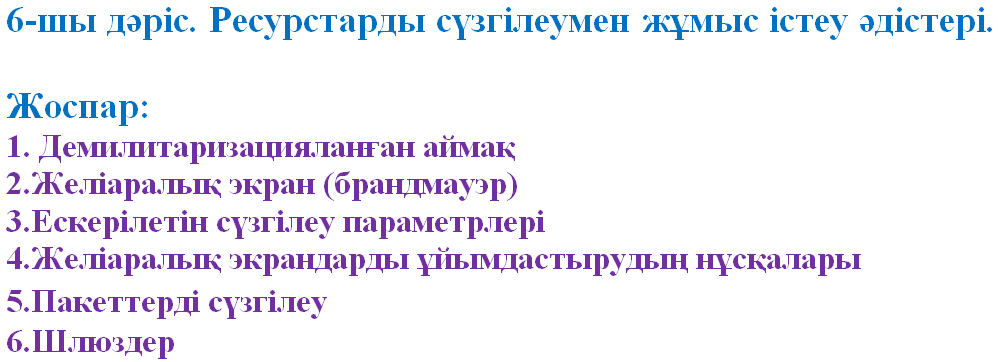 6-шы дәріс. Ресурстарды сүзгілеумен жұмыс істеу әдістері.
Жоспар:
1. Демилитаризацияланған аймақ
2.Желіаралық экран (брандмауэр)
3.Ескерілетін сүзгілеу параметрлері
4.Желіаралық экрандарды ұйымдастырудың нұсқалары
5.Пакеттерді сүзгілеу
6.Шлюздер